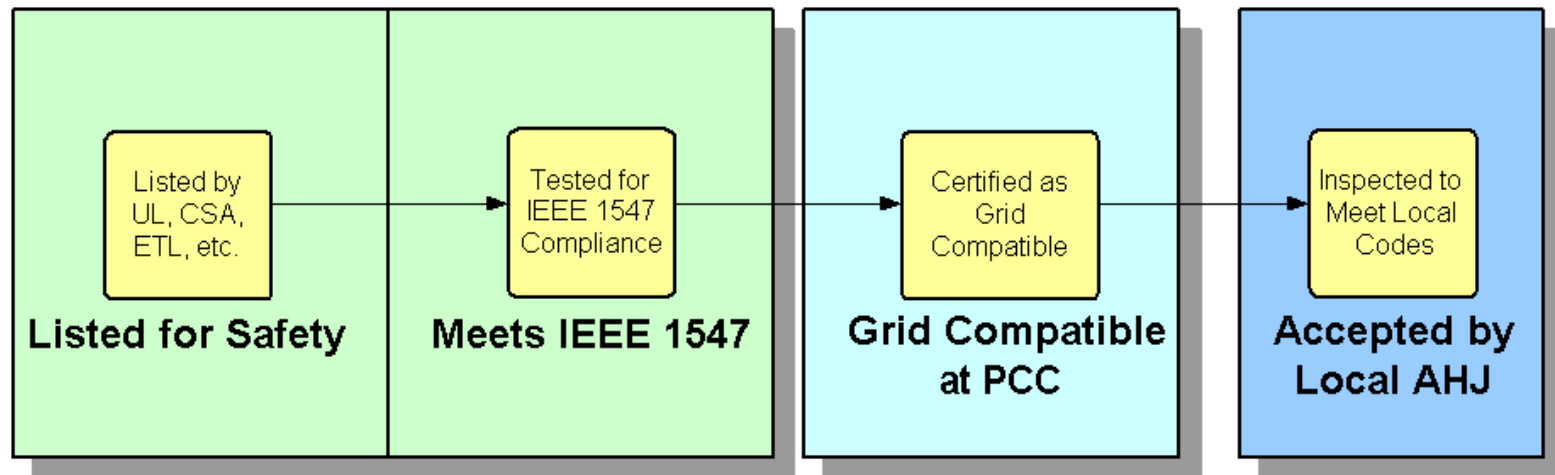 Listed by
UL, CSA,
ETL, etc.
Listed for Safety
Tested for
IEEE 1547
Compliance
Meets IEEE 1547
Certified as
Grid
Compatible
Grid Compatible
at PCC
Inspected to
Meet Local
Codes
Accepted by
Local AHJ